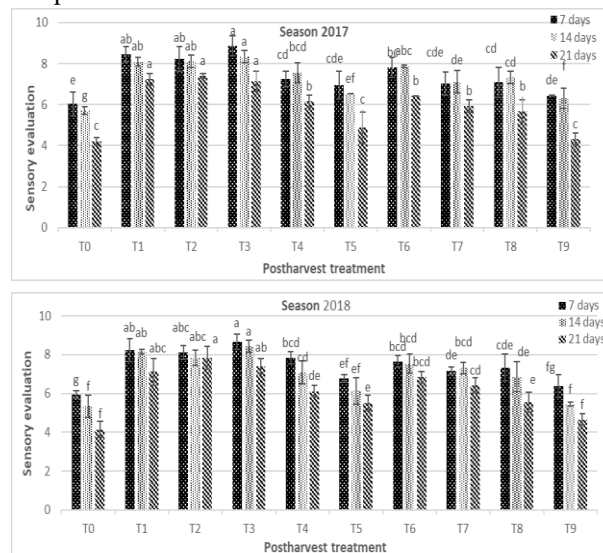 Season 2017
7 days
14 days
21 days
Sensory evaluation
10
8
6
4
2
0
e g c
ab ab a
ab ab a
a a a
cd bcd b
cde ef c
bc abc b
cde de b
cd cd b
de f c
T0 T1 T2 T3 T4 T5 T6 T7 T8 T9
Postharvest treatment
Season 2018
7 days
14 days
21 days
Sensory evaluation
10
8
6
4
2
0
g f f
ab ab abc
abc abc a
a a ab
bcd cd de
ef ef e
bcd bcd bcd
de bcd cd
cde de e
fg f f
T0 T1 T2 T3 T4 T5 T6 T7 T8 T9
Postharvest treatment